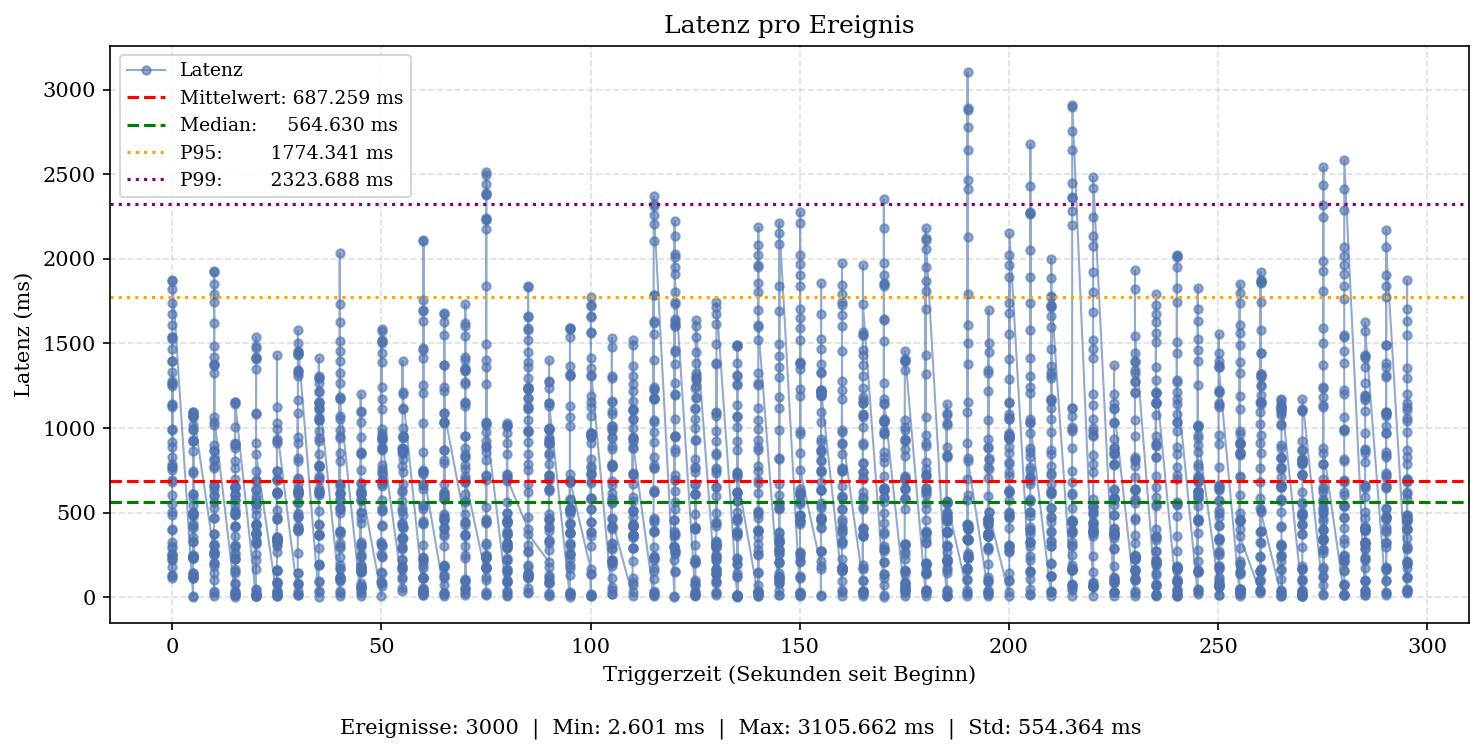 Latenz pro Ereignis
Latenz
Mittelwert: 687.259 ms
Median: 564.630 ms
P95: 1774.341 ms
P99: 2323.688 ms
Latenz (ms)
3000
2500
2000
1500
1000
500
0
0 50 100 150 200 250 300
Triggerzeit (Sekunden seit Beginn)
Ereignisse: 3000 | Min: 2.601 ms | Max: 3105.662 ms | Std: 554.364 ms